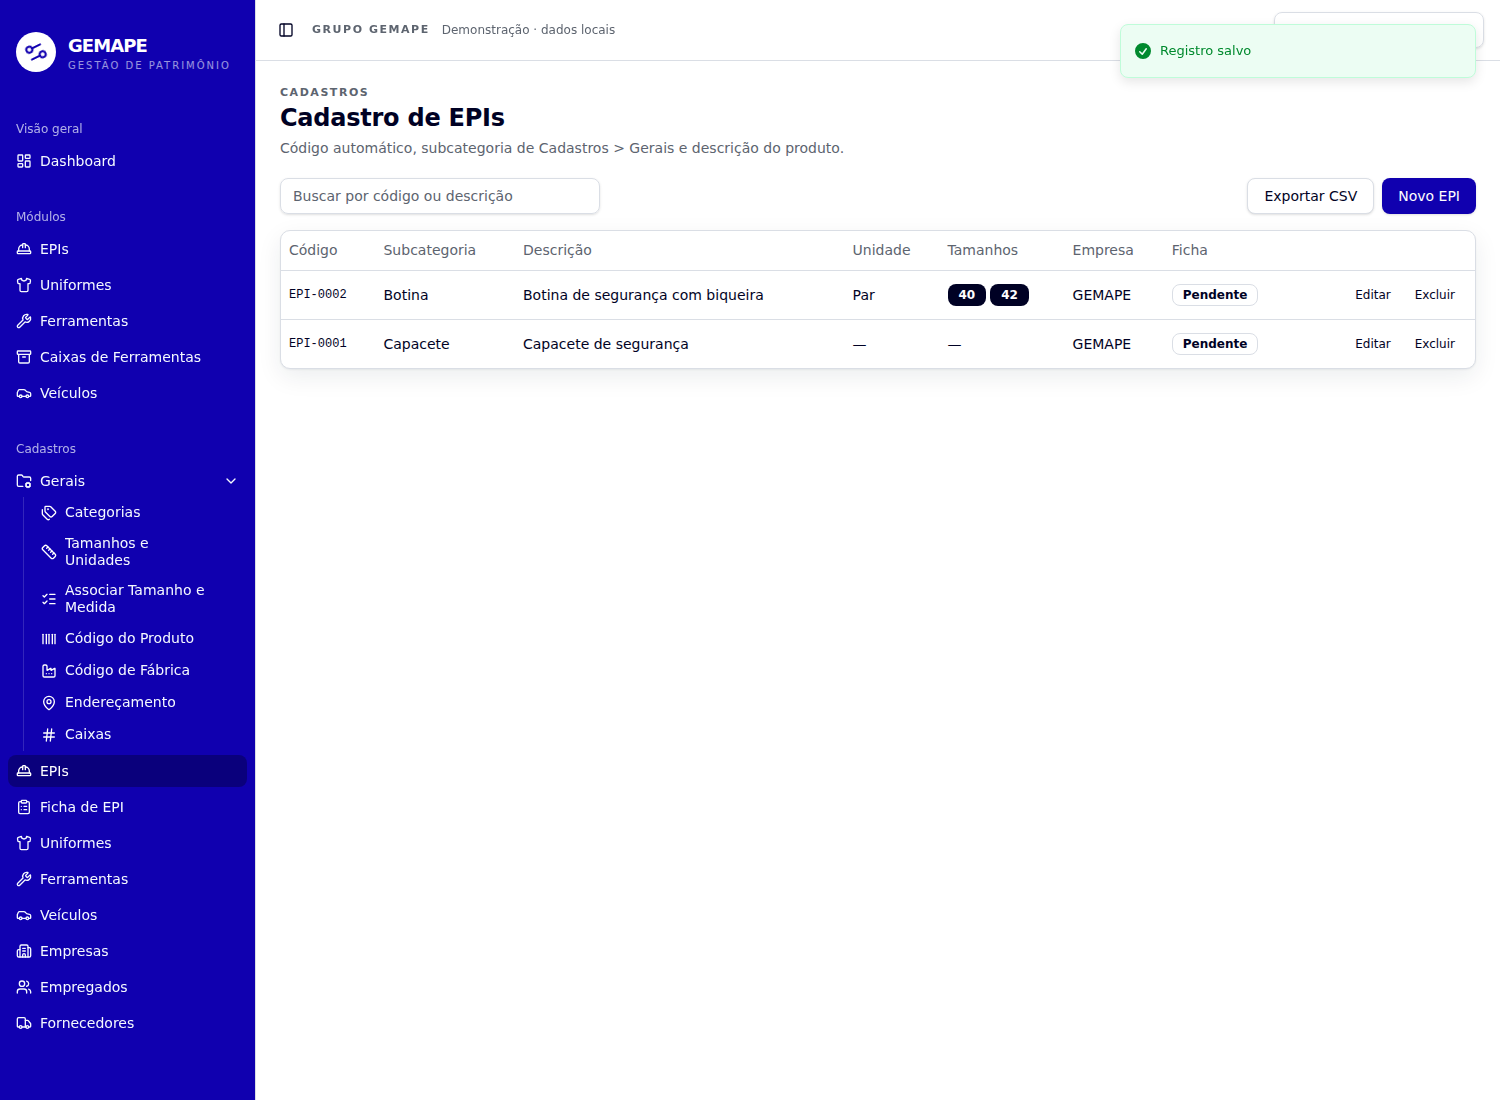 GEMAPE
GESTÃO DE PATRIMÔNIO
Visão geral
Dashboard
Módulos
EPIs
Uniformes
Ferramentas
Caixas de Ferramentas
Veículos
Cadastros
Gerais
Categorias
Tamanhos e
Unidades
Associar Tamanho e
Medida
Código do Produto
Código de Fábrica
Endereçamento
Caixas
EPIs
Ficha de EPI
Uniformes
Ferramentas
Veículos
Empresas
Empregados
Fornecedores
GRUPO GEMAPE Demonstração · dados locais
Registro salvo
CADASTROS
Cadastro de EPIs
Código automático, subcategoria de Cadastros > Gerais e descrição do produto.
Buscar por código ou descrição
Exportar CSV
Novo EPI
Código Subcategoria Descrição Unidade Tamanhos Empresa Ficha
EPI-0002 Botina Botina de segurança com biqueira Par 40 42 GEMAPE Pendente Editar Excluir
EPI-0001 Capacete Capacete de segurança — — GEMAPE Pendente Editar Excluir